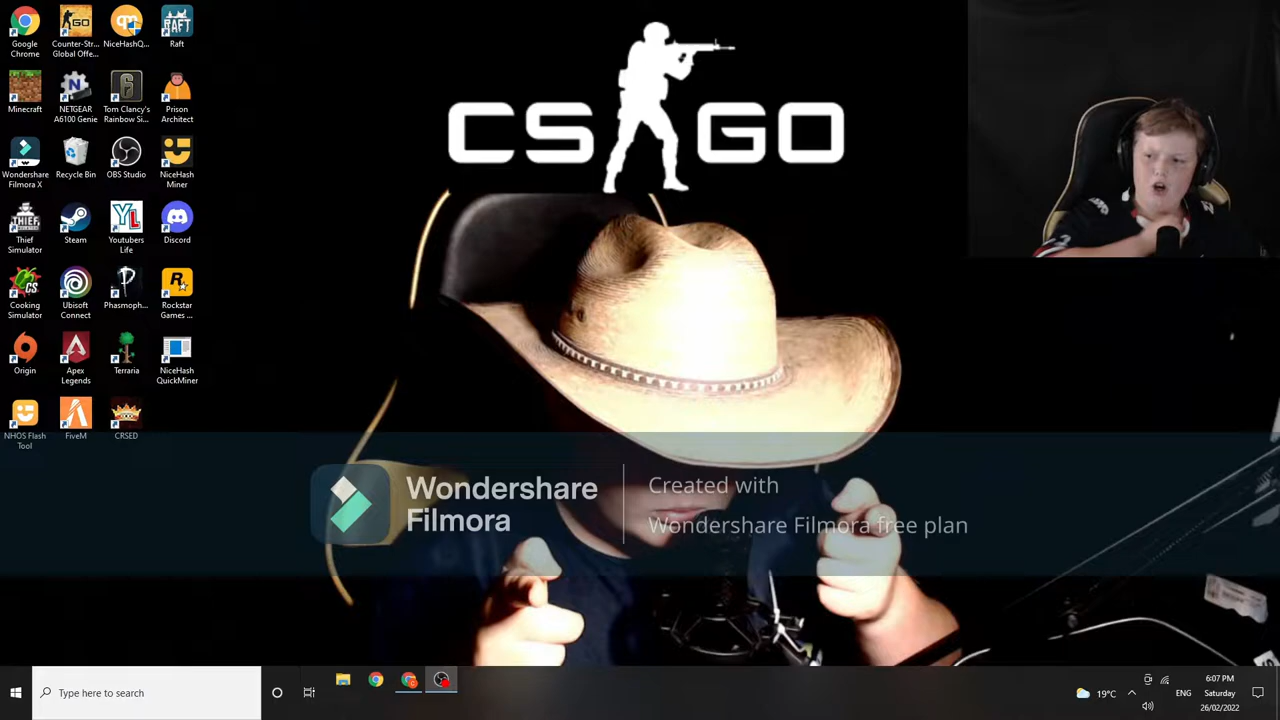 Google
Chrome
Counter-Str...
Global Offe...
NiceHashQ...
Raft
Minecraft
NETGEAR
A6100 Genie
Tom Clancy's
Rainbow Si...
Prison
Architect
Wondershare
Filmora X
Recycle Bin
OBS Studio
NiceHash
Miner
Thief
Simulator
Steam
Youtubers
Life
Discord
Cooking
Simulator
Ubisoft
Connect
Phasmoph...
Rockstar
Games ...
Origin
Apex
Legends
Terraria
NiceHash
QuickMiner
NHOS Flash
Tool
FiveM
CRSED
CS GO
Wondershare
Filmora
Created with
Wondershare Filmora free plan
Type here to search
19°C
ENG
6:07 PM
Saturday
26/02/2022